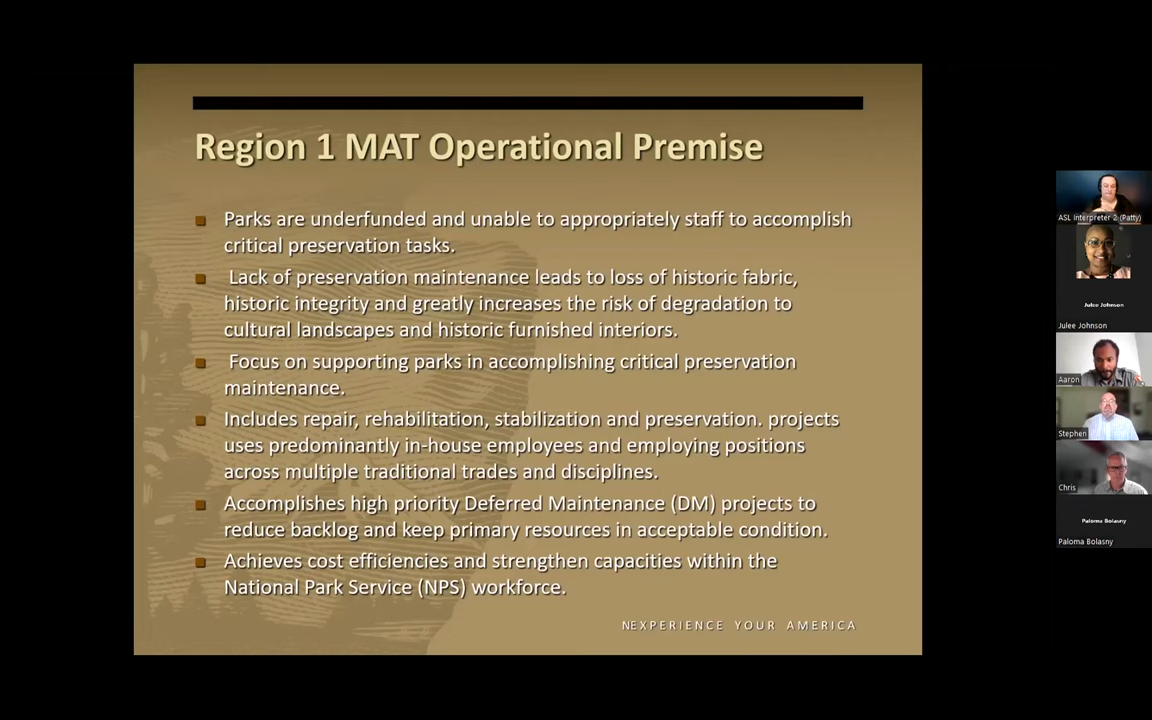 Region 1 MAT Operational Premise
Parks are underfunded and unable to appropriately staff to accomplish
critical preservation tasks.
Lack of preservation maintenance leads to loss of historic fabric,
historic integrity and greatly increases the risk of degradation to
cultural landscapes and historic furnished interiors.
Focus on supporting parks in accomplishing critical preservation
maintenance.
Includes repair, rehabilitation, stabilization and preservation. projects
uses predominantly in-house employees and employing positions
across multiple traditional trades and disciplines.
Accomplishes high priority Deferred Maintenance (DM) projects to
reduce backlog and keep primary resources in acceptable condition.
Achieves cost efficiencies and strengthen capacities within the
National Park Service (NPS) workforce.
NEXPERIENCE YOUR AMERICA
ASL Interpreter 2 (Patty)
Julee Johnson
Julee Johnson
Aaron
Stephen
Chris
Paloma Bolasny
Paloma Bolasny